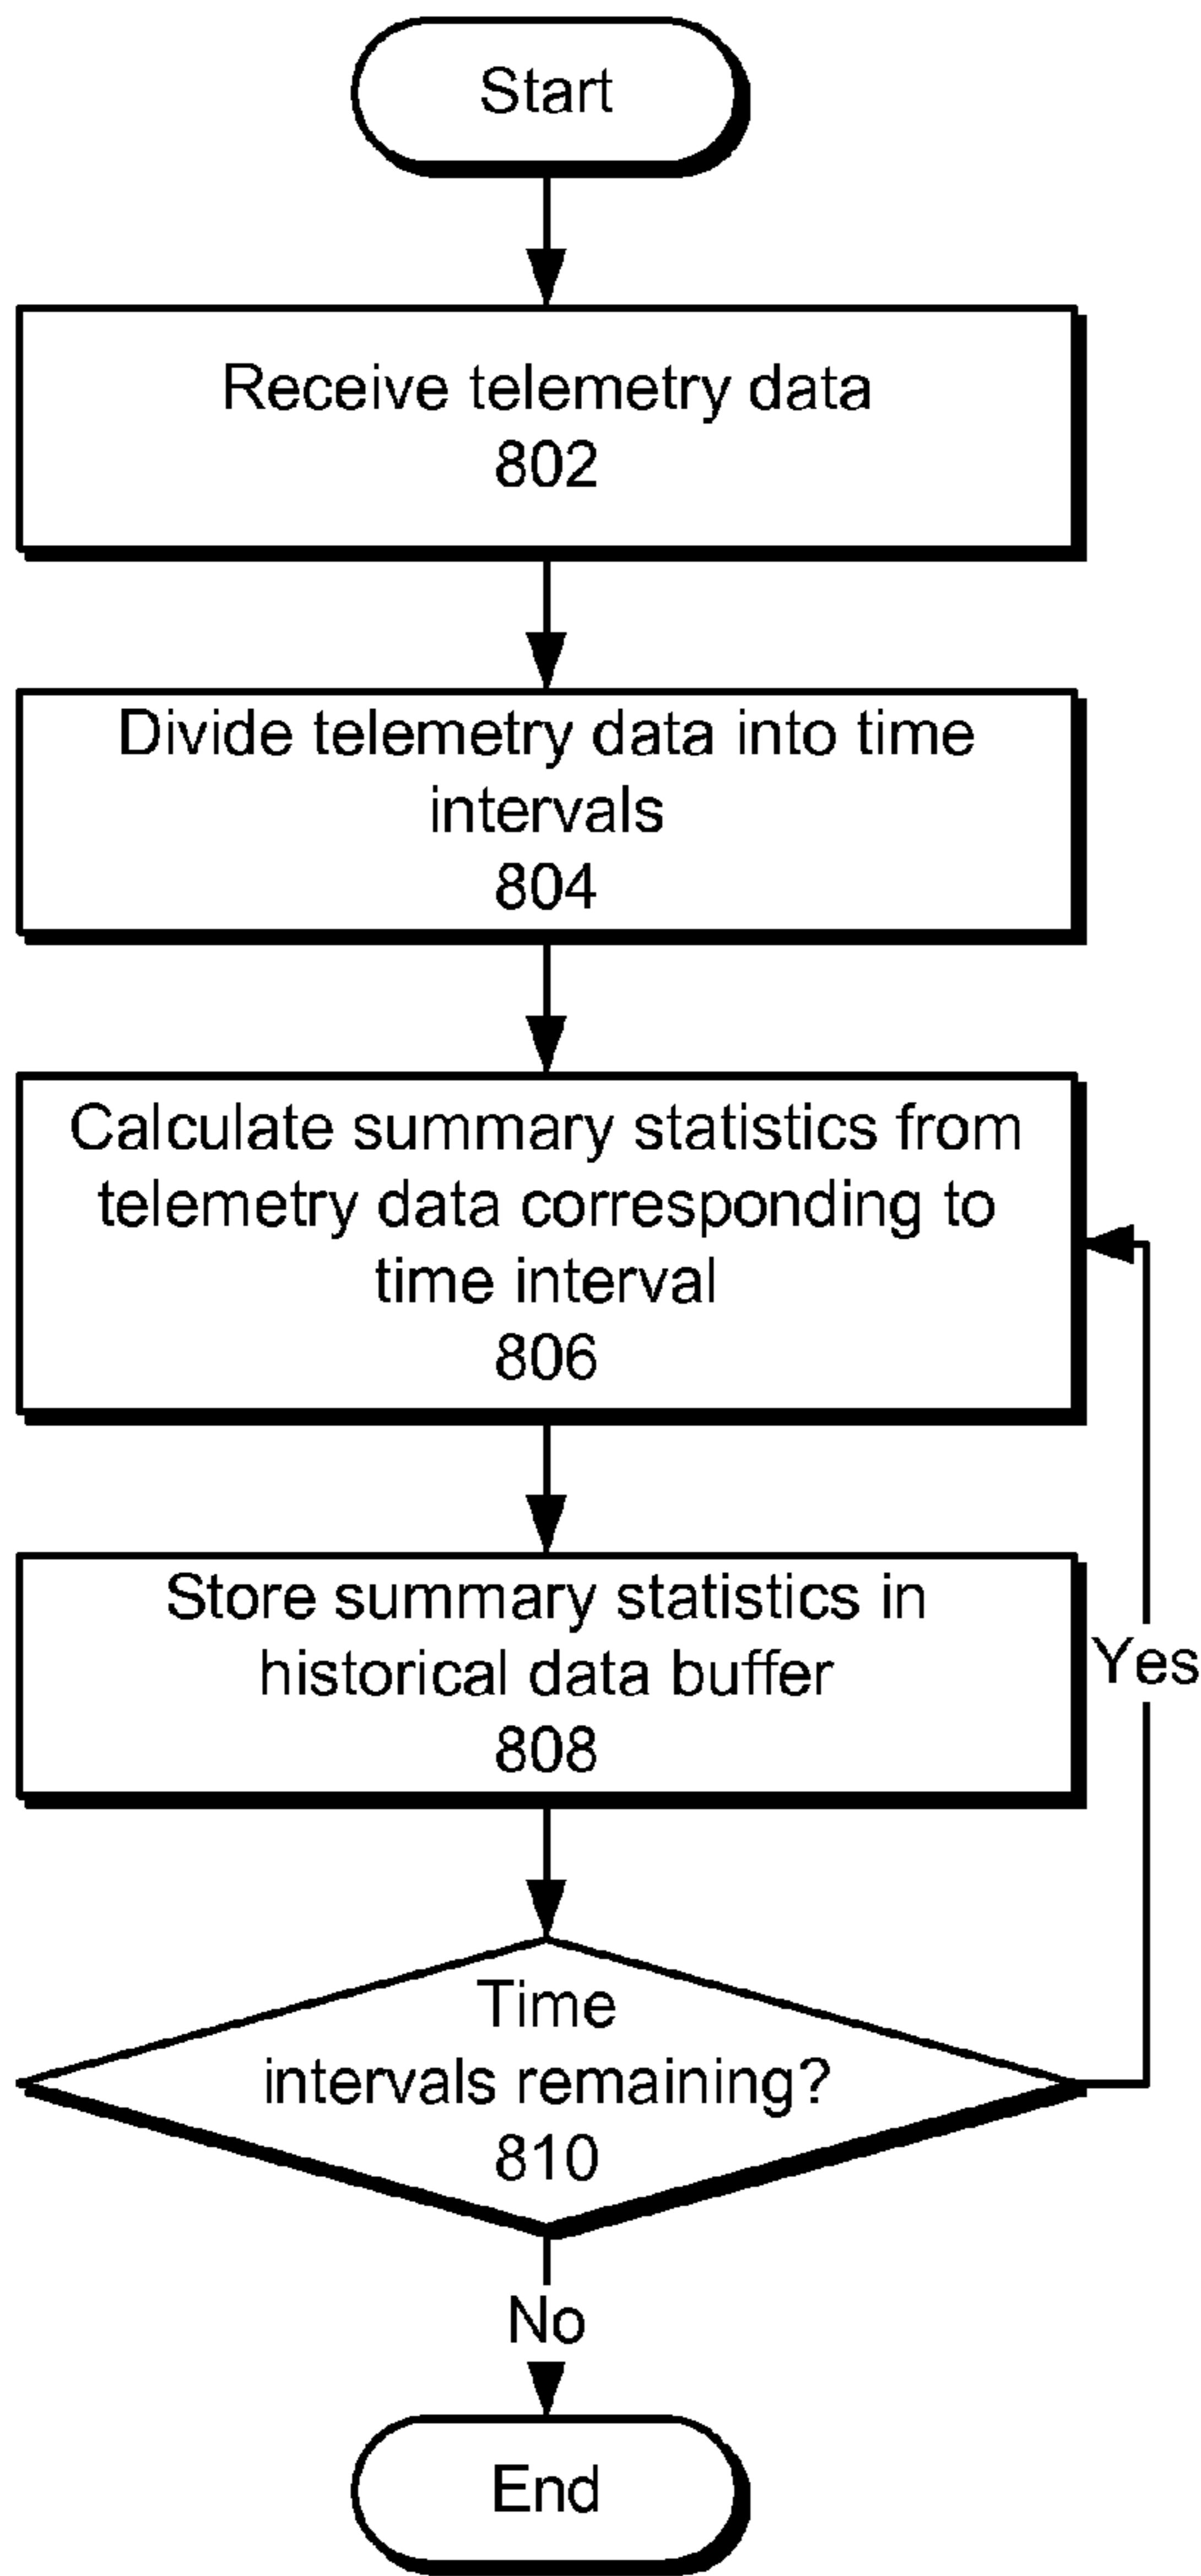 Start
Receive telemetry data
802
Divide telemetry data into time
intervals
804
Calculate summary statistics from
telemetry data corresponding to
time interval
806
Store summary statistics in
historical data buffer
808
Yes
Time
intervals remaining?
810
No
End